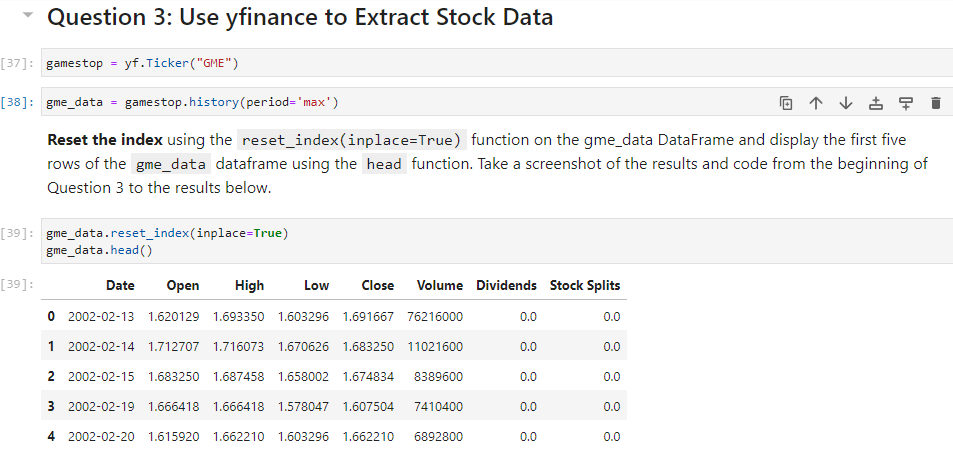 Question 3: Use yfinance to Extract Stock Data
[37]: gamestop = yf.Ticker("GME")
[38]: gme_data = gamestop.history(period='max')
Reset the index using the reset_index(inplace=True) function on the gme_data DataFrame and display the first five
rows of the gme_data dataframe using the head function. Take a screenshot of the results and code from the beginning of
Question 3 to the results below.
[39]: gme_data.reset_index(inplace=True)
gme_data.head()
[39]: Date Open High Low Close Volume Dividends Stock Splits
0 2002-02-13 1.620129 1.693350 1.603296 1.691667 76216000 0.0 0.0
1 2002-02-14 1.712707 1.716073 1.670626 1.683250 11021600 0.0 0.0
2 2002-02-15 1.683250 1.687458 1.658002 1.674834 8389600 0.0 0.0
3 2002-02-19 1.666418 1.666418 1.578047 1.607504 7410400 0.0 0.0
4 2002-02-20 1.615920 1.662210 1.603296 1.662210 6892800 0.0 0.0